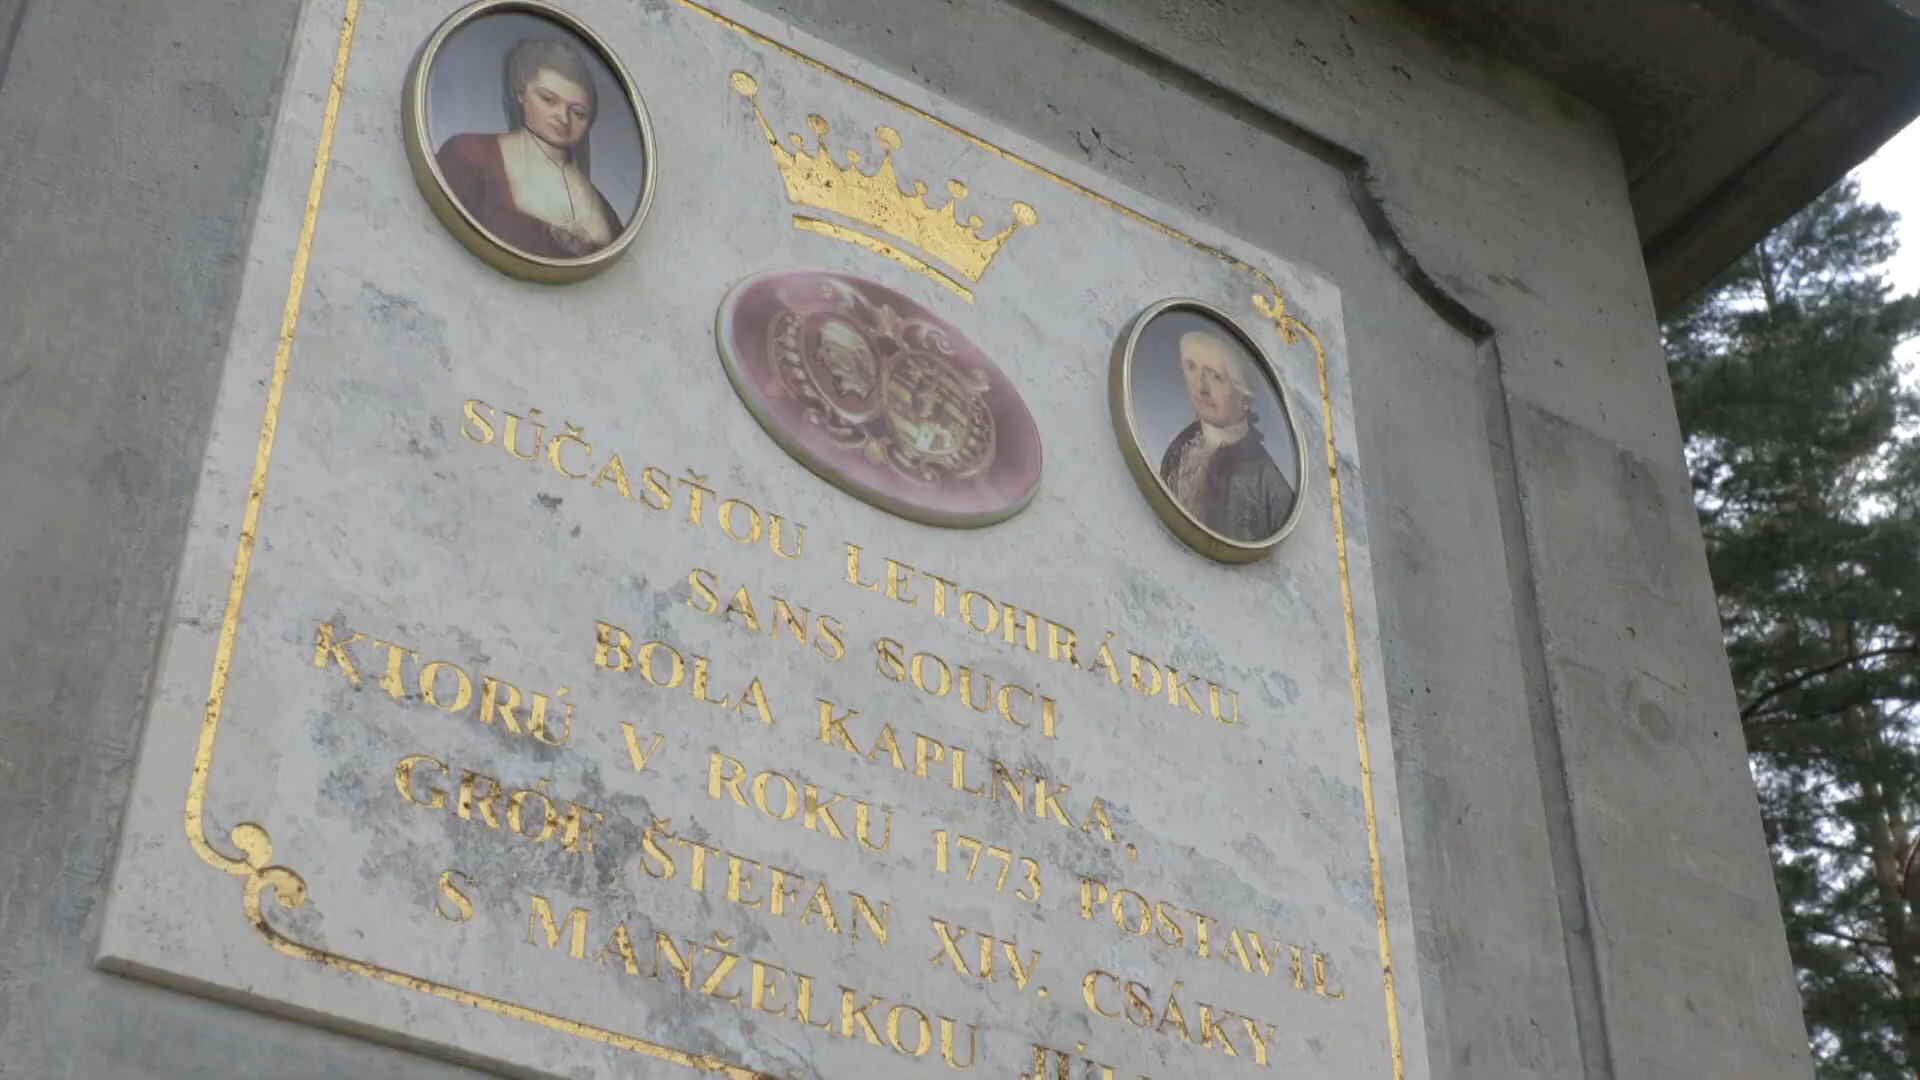 SÚČASŤOU LETOHRÁDKU
SANS SOUCI
BOLA KAPLNKA,
KTORÚ V ROKU 1773 POSTAVIL
GRÓF ŠTEFAN XIV. CSÁKY
S MANŽELKOU